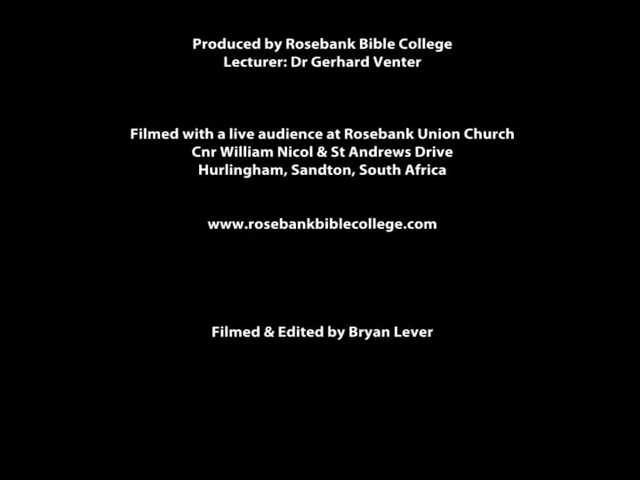 Produced by Rosebank Bible College
Lecturer: Dr Gerhard Venter
Filmed with a live audience at Rosebank Union Church
Cnr William Nicol & St Andrews Drive
Hurlingham, Sandton, South Africa
www.rosebankbiblecollege.com
Filmed & Edited by Bryan Lever